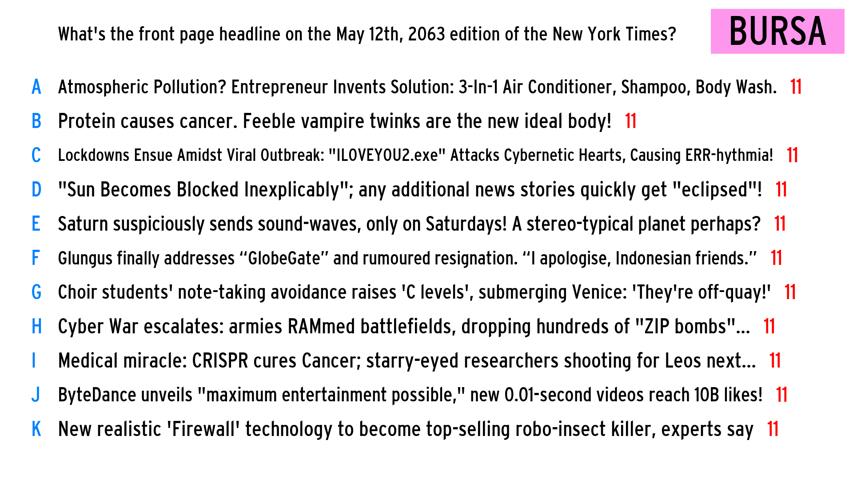 What's the front page headline on the May 12th, 2063 edition of the New York Times?
BURSA
A Atmospheric Pollution? Entrepreneur Invents Solution: 3-In-1 Air Conditioner, Shampoo, Body Wash. 11
B Protein causes cancer. Feeble vampire twinks are the new ideal body! 11
C Lockdowns Ensue Amidst Viral Outbreak: "ILOVEYOU2.exe" Attacks Cybernetic Hearts, Causing ERR-hythmia! 11
D "Sun Becomes Blocked Inexplicably"; any additional news stories quickly get "eclipsed"! 11
E Saturn suspiciously sends sound-waves, only on Saturdays! A stereo-typical planet perhaps? 11
F Glungus finally addresses “GlobeGate” and rumoured resignation. “I apologise, Indonesian friends.” 11
G Choir students' note-taking avoidance raises 'C levels', submerging Venice: 'They're off-quay!' 11
H Cyber War escalates: armies RAMmed battlefields, dropping hundreds of "ZIP bombs"... 11
I Medical miracle: CRISPR cures Cancer; starry-eyed researchers shooting for Leos next... 11
J ByteDance unveils "maximum entertainment possible," new 0.01-second videos reach 10B likes! 11
K New realistic 'Firewall' technology to become top-selling robo-insect killer, experts say 11